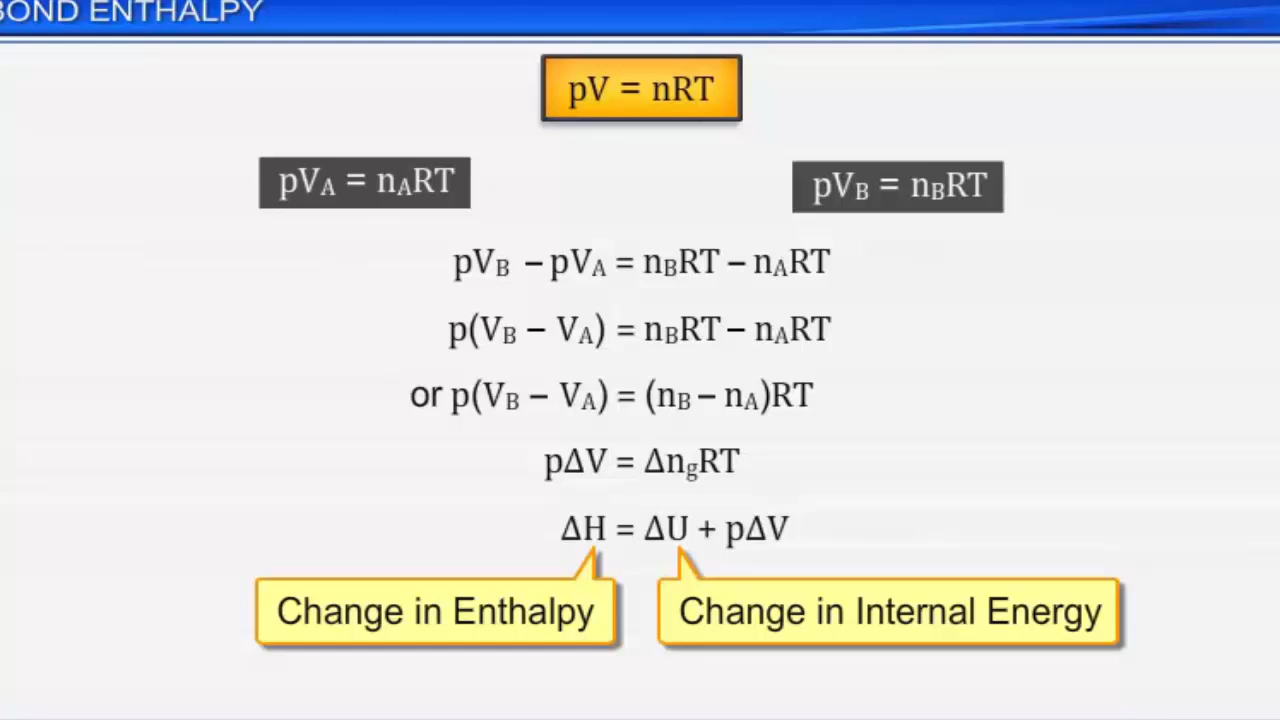 BOND ENTHALPY
pV = nRT
pV_A = n_ART
pV_B = n_BRT
pV_B – pV_A = n_BRT – n_ART
p(V_B – V_A) = n_BRT – n_ART
or p(V_B – V_A) = (n_B – n_A)RT
pΔV = Δn_gRT
ΔH = ΔU + pΔV
Change in Enthalpy
Change in Internal Energy